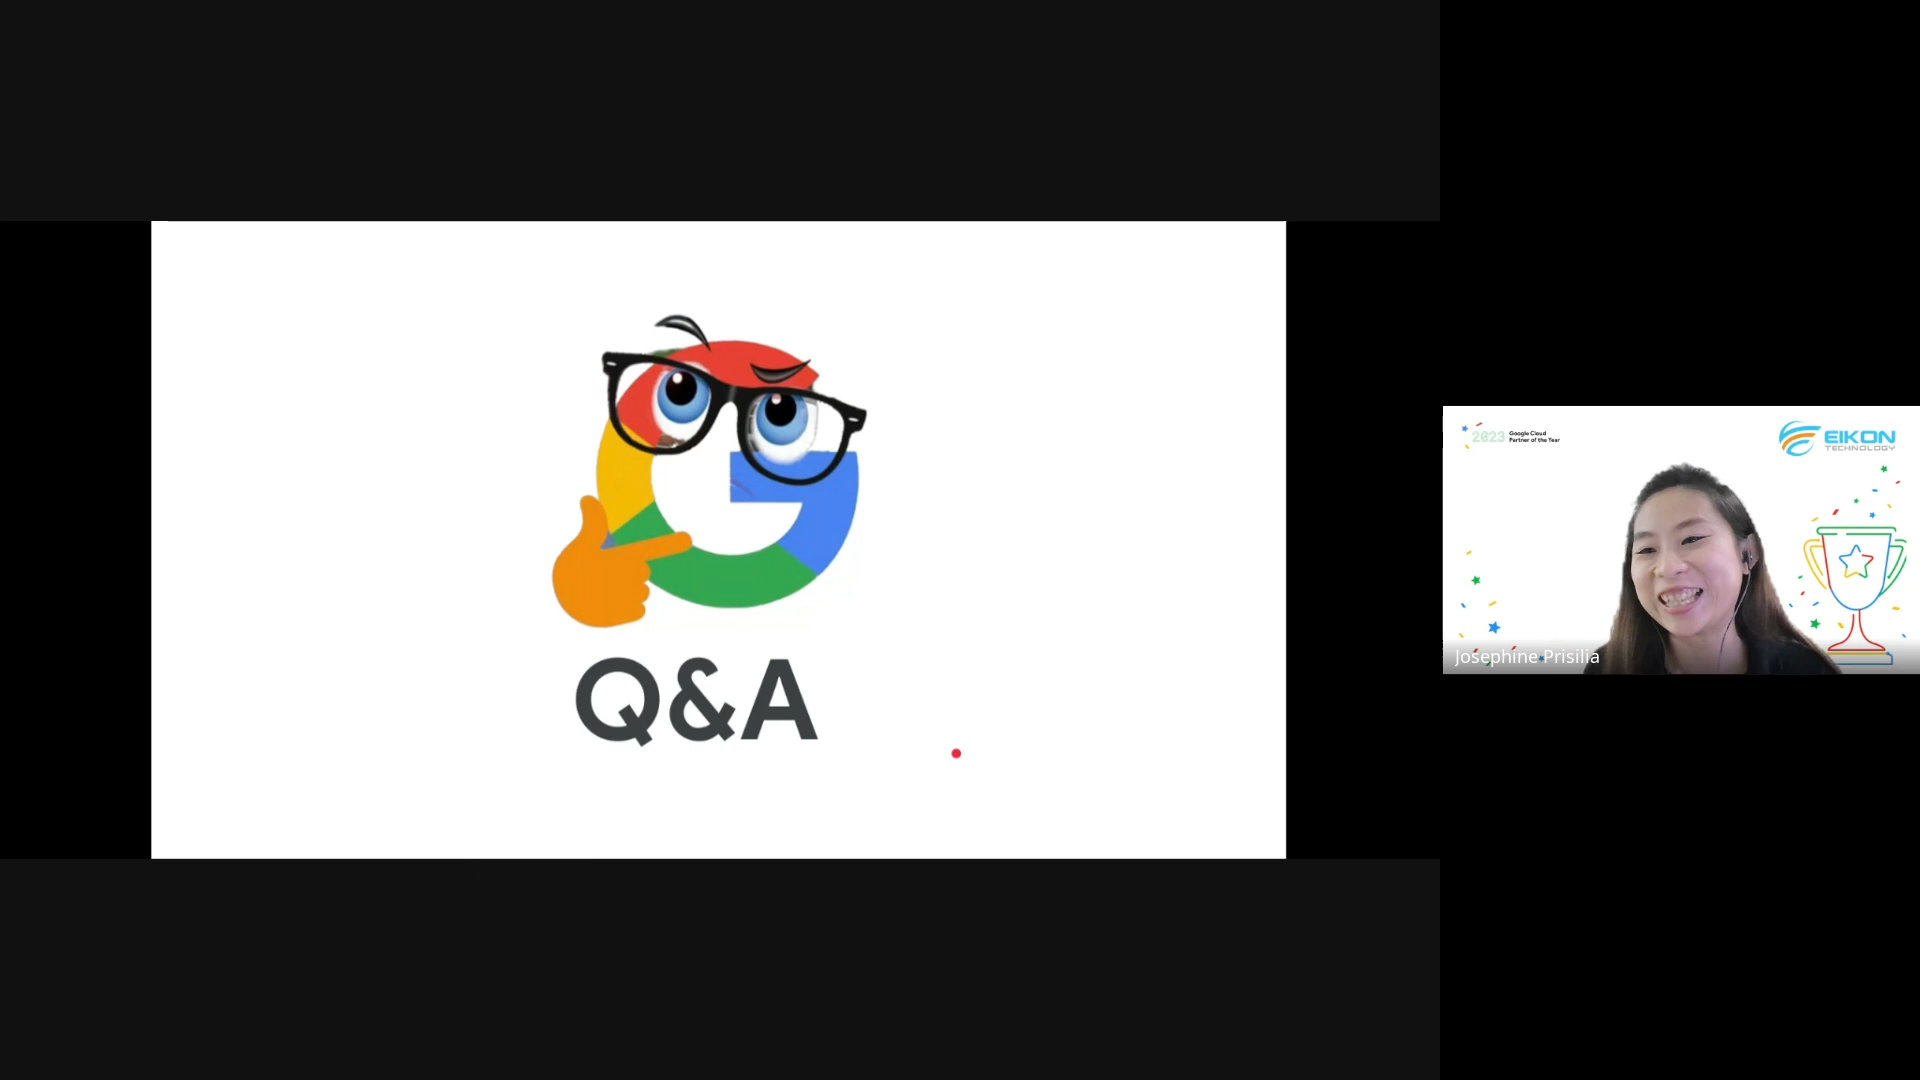 Q&A
2023 Google Cloud
Partner of the Year
EIKON
TECHNOLOGY
Josephine Prisilia